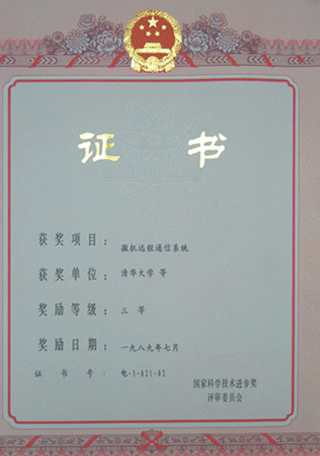 证书
获奖项目： 微机远程通信系统
获奖单位： 清华大学 等
奖励等级： 三 等
奖励日期： 一九八九年七月
证书号： 电-3-021-01
国家科学技术进步奖
评审委员会